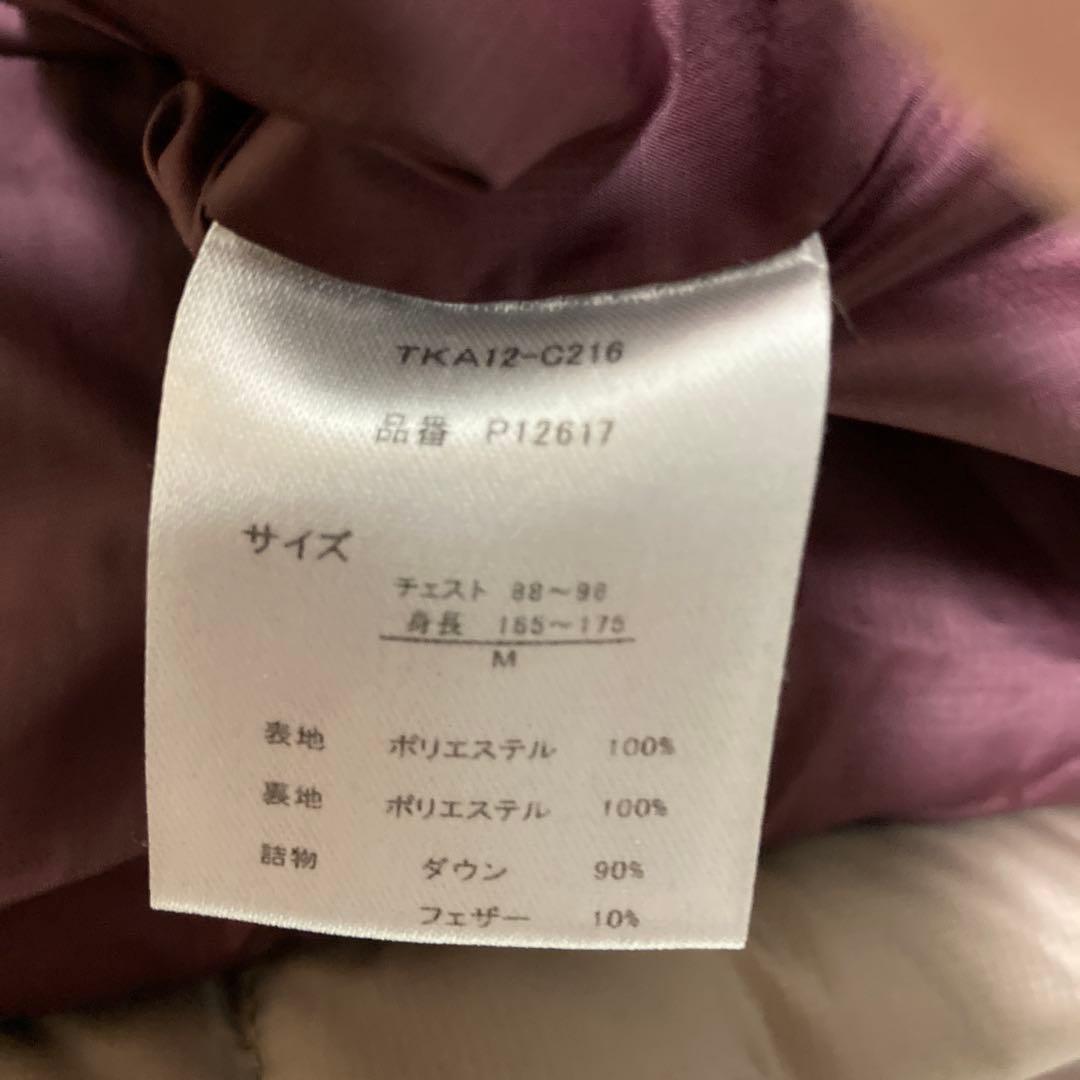 TKA12-C216
品番 P12617
サイズ
チェスト 88～96
身長 165～175
M
表地 ポリエステル 100%
裏地 ポリエステル 100%
詰物 ダウン 90%
フェザー 10%